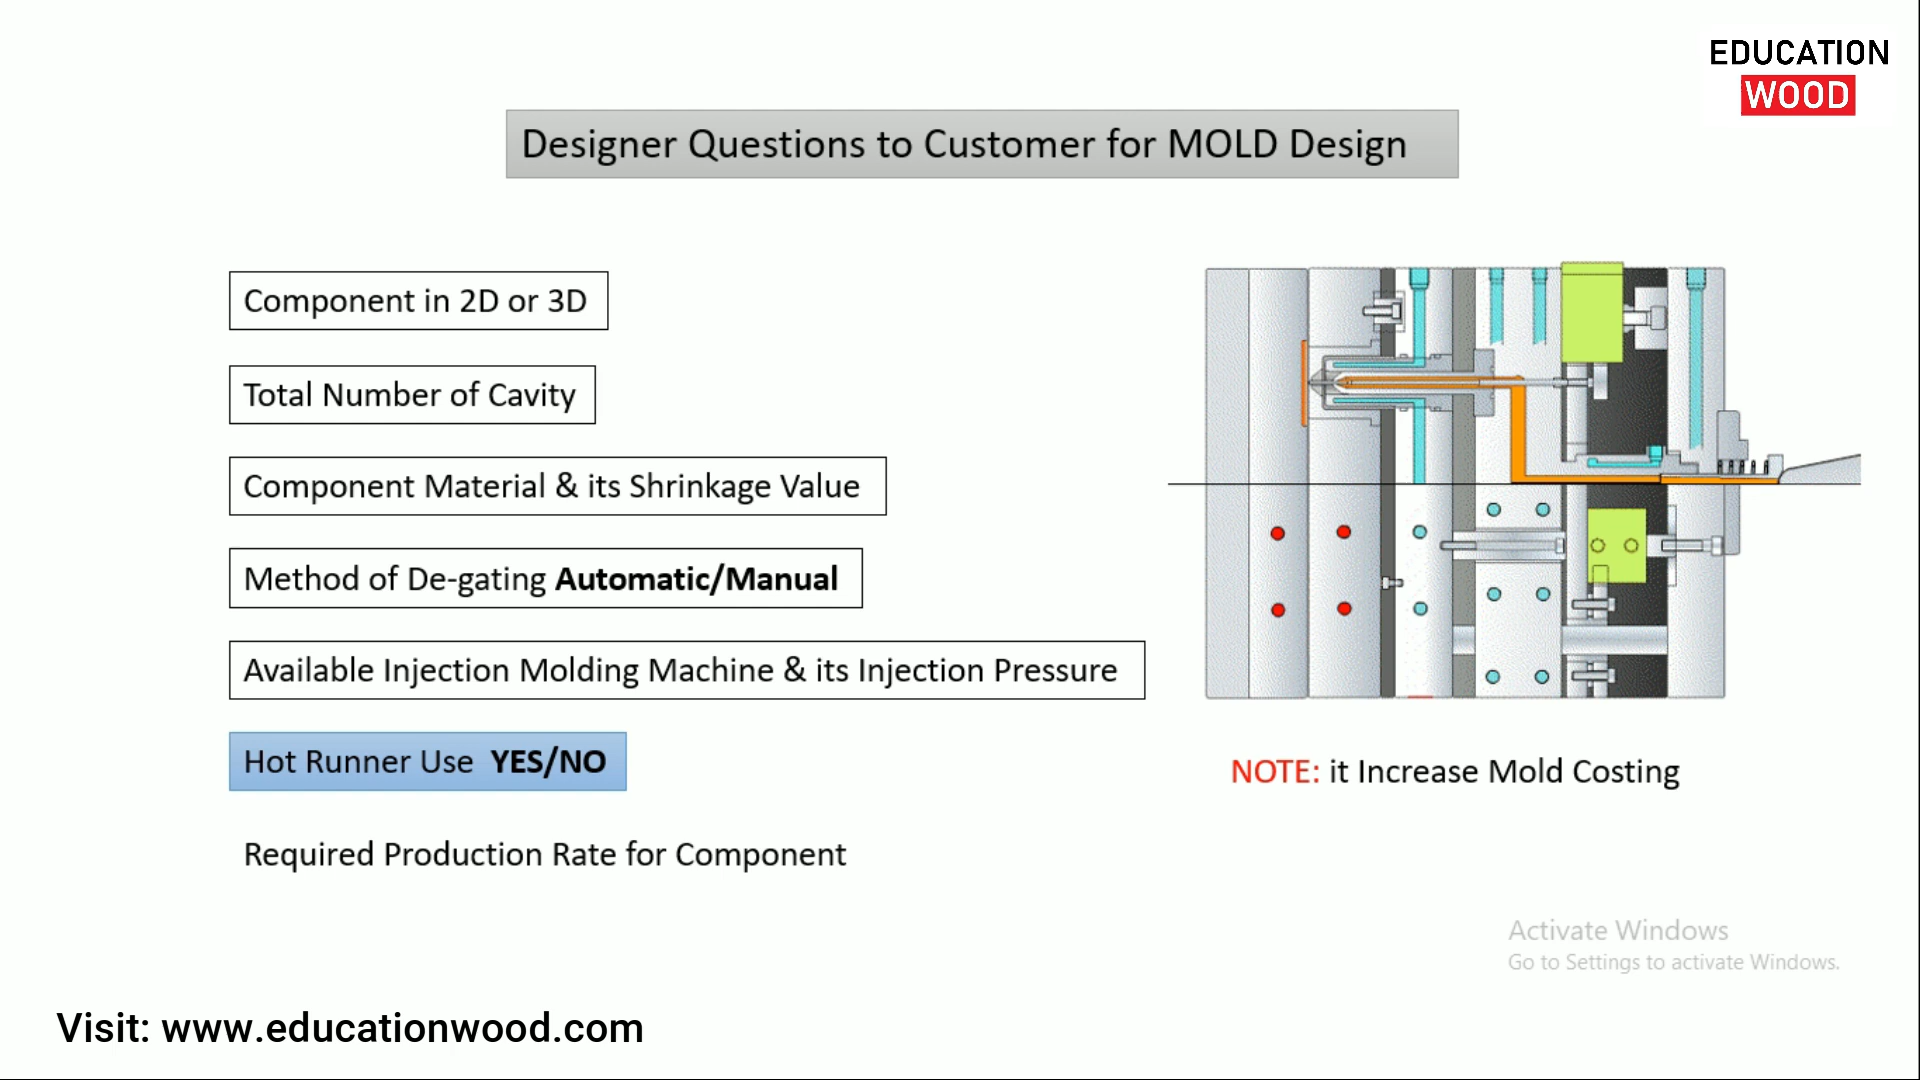 EDUCATION
WOOD
Designer Questions to Customer for MOLD Design
Component in 2D or 3D
Total Number of Cavity
Component Material & its Shrinkage Value
Method of De-gating Automatic/Manual
Available Injection Molding Machine & its Injection Pressure
Hot Runner Use YES/NO
NOTE: it Increase Mold Costing
Required Production Rate for Component
Activate Windows
Go to Settings to activate Windows.
Visit: www.educationwood.com